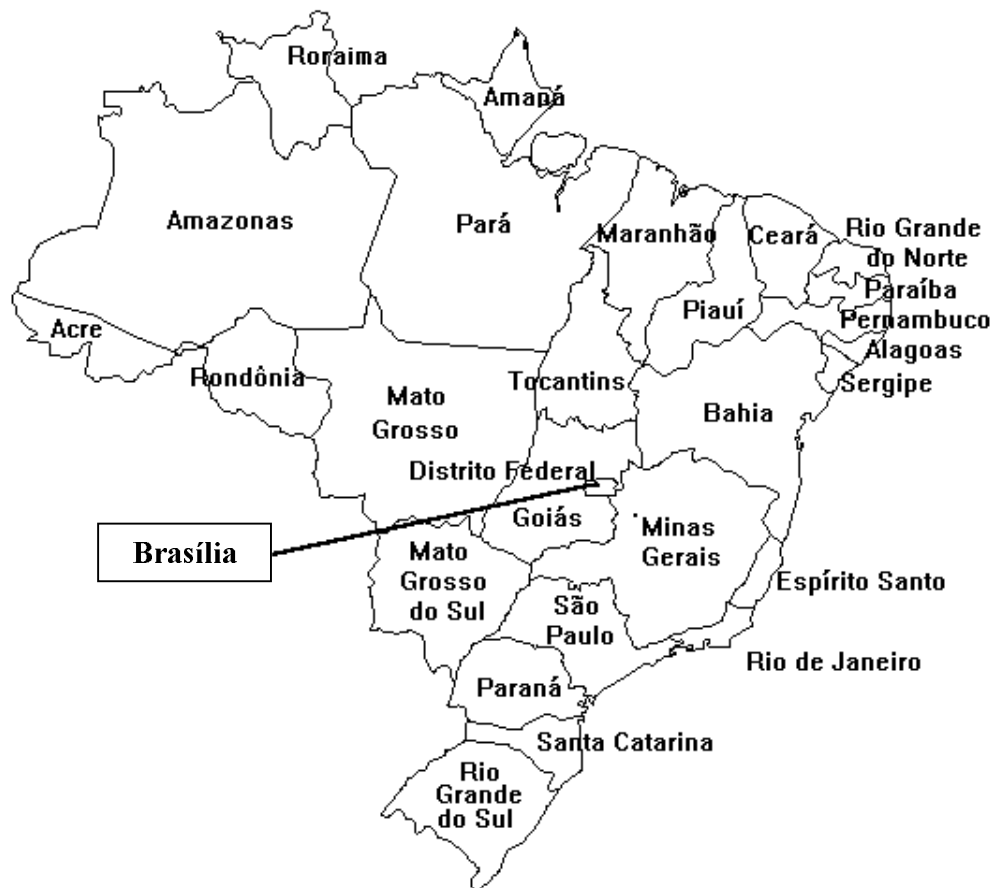 Roraima
Amapá
Amazonas
Pará
Maranhão
Ceará
Rio Grande
do Norte
Paraíba
Piauí
Pernambuco
Acre
Alagoas
Rondônia
Tocantins
Sergipe
Mato
Grosso
Bahia
Distrito Federal
Goiás
Minas
Gerais
Brasília
Mato
Grosso
do Sul
Espírito Santo
São
Paulo
Rio de Janeiro
Paraná
Santa Catarina
Rio
Grande
do Sul